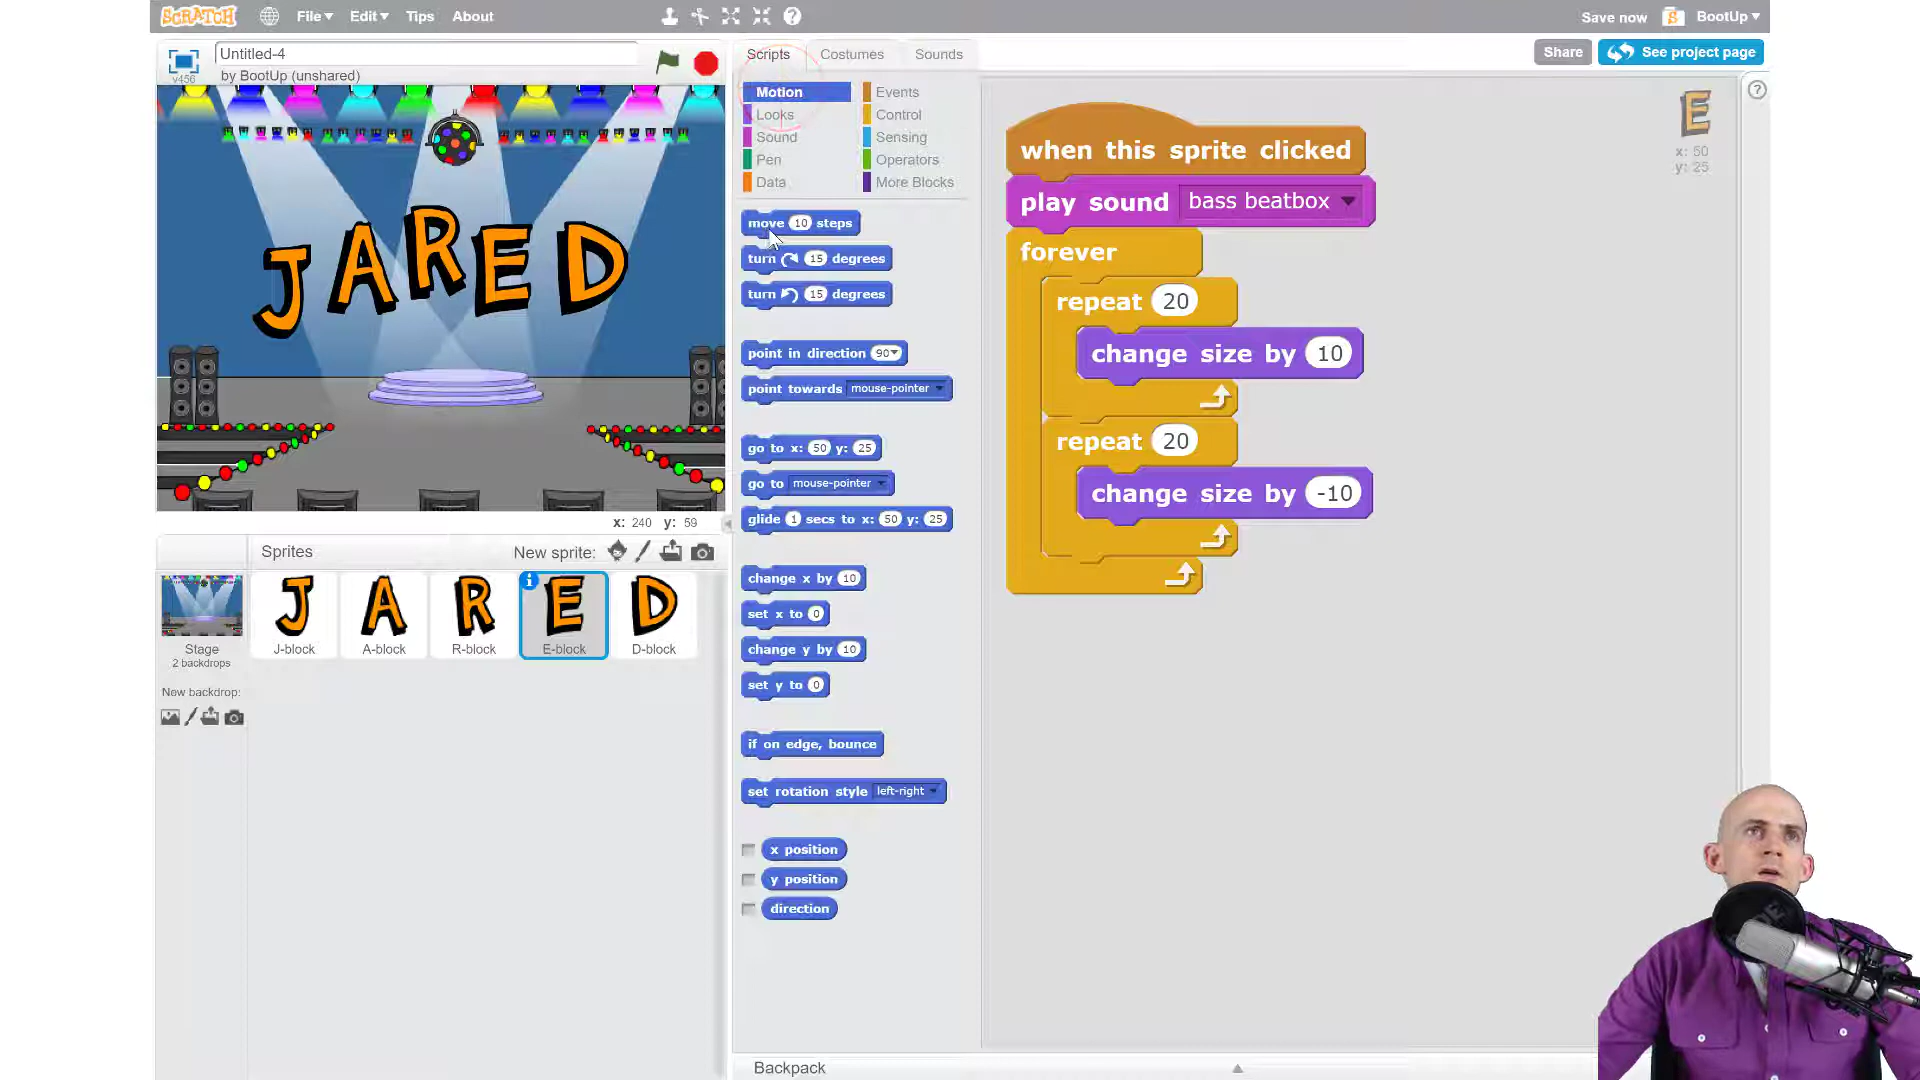 SCRATCH File Edit Tips About Save now BootUp
Untitled-4
by BootUp (unshared)
v456
JARED
x: 240 y: 59
Sprites New sprite:
Stage
2 backdrops
New backdrop:
J A R E D
J-block A-block R-block E-block D-block
Scripts Costumes Sounds
Share See project page
Motion Events
Looks Control
Sound Sensing
Pen Operators
Data More Blocks
move 10 steps
turn 15 degrees
turn 15 degrees
point in direction 90
point towards mouse-pointer
go to x: 50 y: 25
go to mouse-pointer
glide 1 secs to x: 50 y: 25
change x by 10
set x to 0
change y by 10
set y to 0
if on edge, bounce
set rotation style left-right
x position
y position
direction
when this sprite clicked
play sound bass beatbox
forever
repeat 20
change size by 10
repeat 20
change size by -10
E
x: 50
y: 25
Backpack